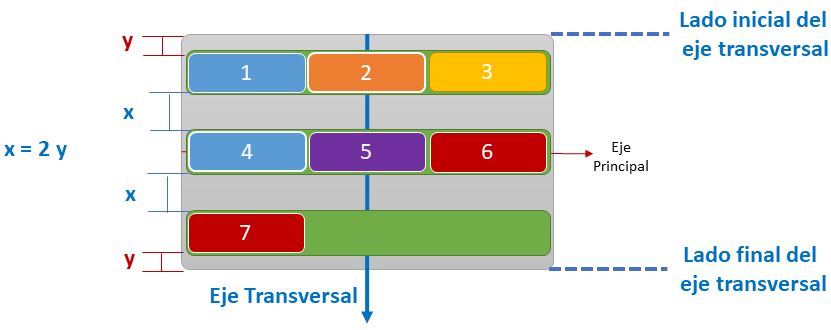 y
Lado inicial del
eje transversal
1 2 3
x
x = 2 y
4 5 6
Eje
Principal
x
7
y
Lado final del
eje transversal
Eje Transversal